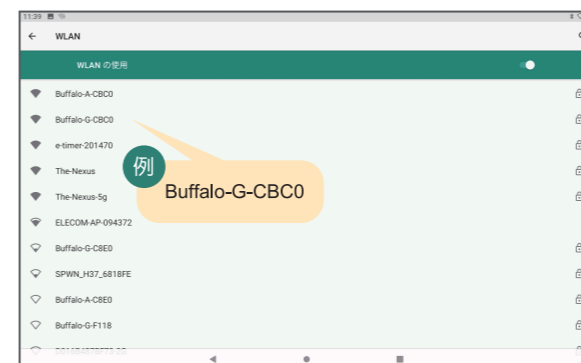 11:39
WLAN
WLAN の使用
Buffalo-A-CBC0
Buffalo-G-CBC0
e-timer-201470
The-Nexus
例
Buffalo-G-CBC0
The-Nexus-5g
ELECOM-AP-094372
Buffalo-G-C8E0
SPWN_H37_6818FE
Buffalo-A-C8E0
Buffalo-G-F118